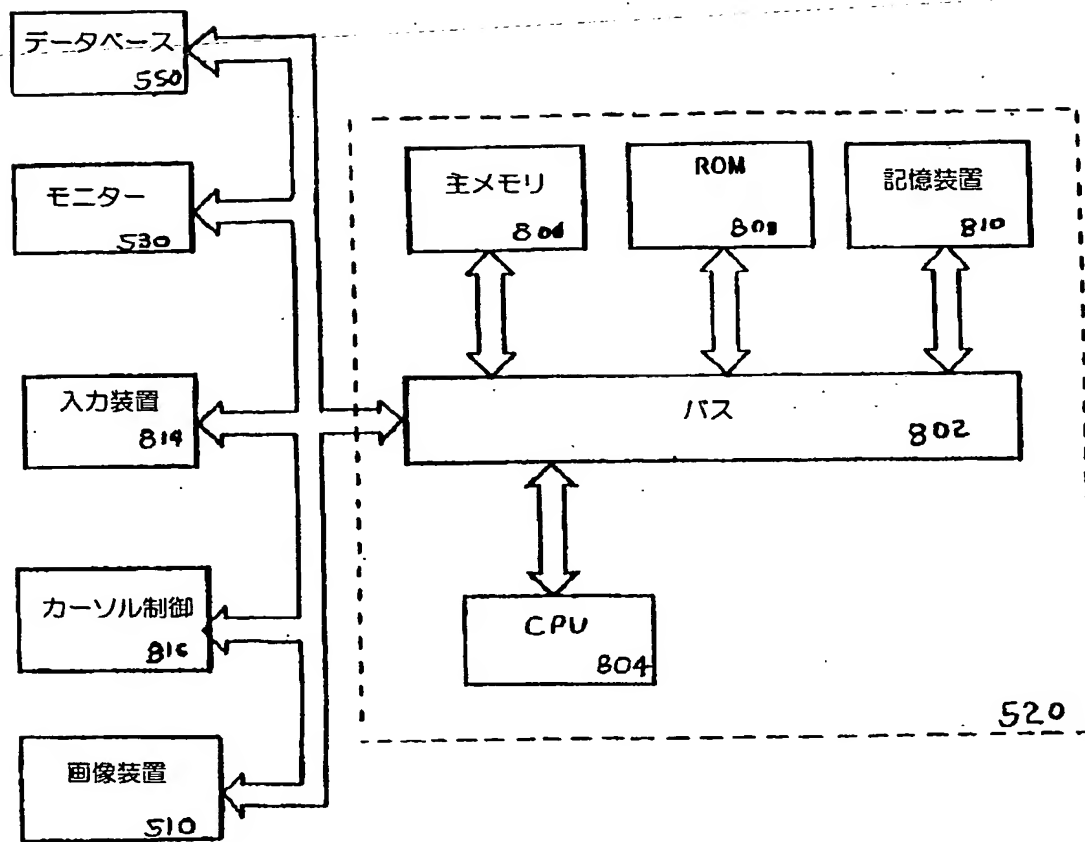 データベース
550
モニター
530
入力装置
814
カーソル制御
816
画像装置
510
主メモリ
806
ROM
808
記憶装置
810
バス
802
CPU
804
520